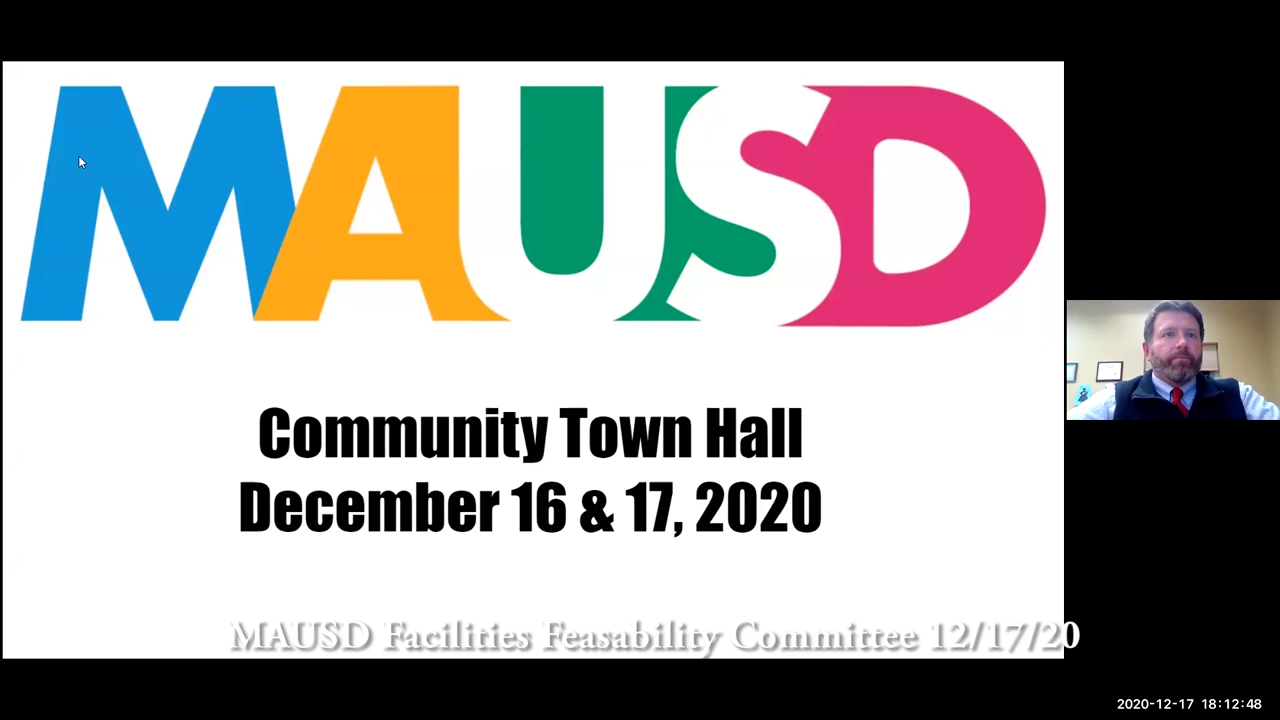 MAUSD
Community Town Hall
December 16 & 17, 2020
MAUSD Facilities Feasability Committee 12/17/20
2020-12-17 18:12:48